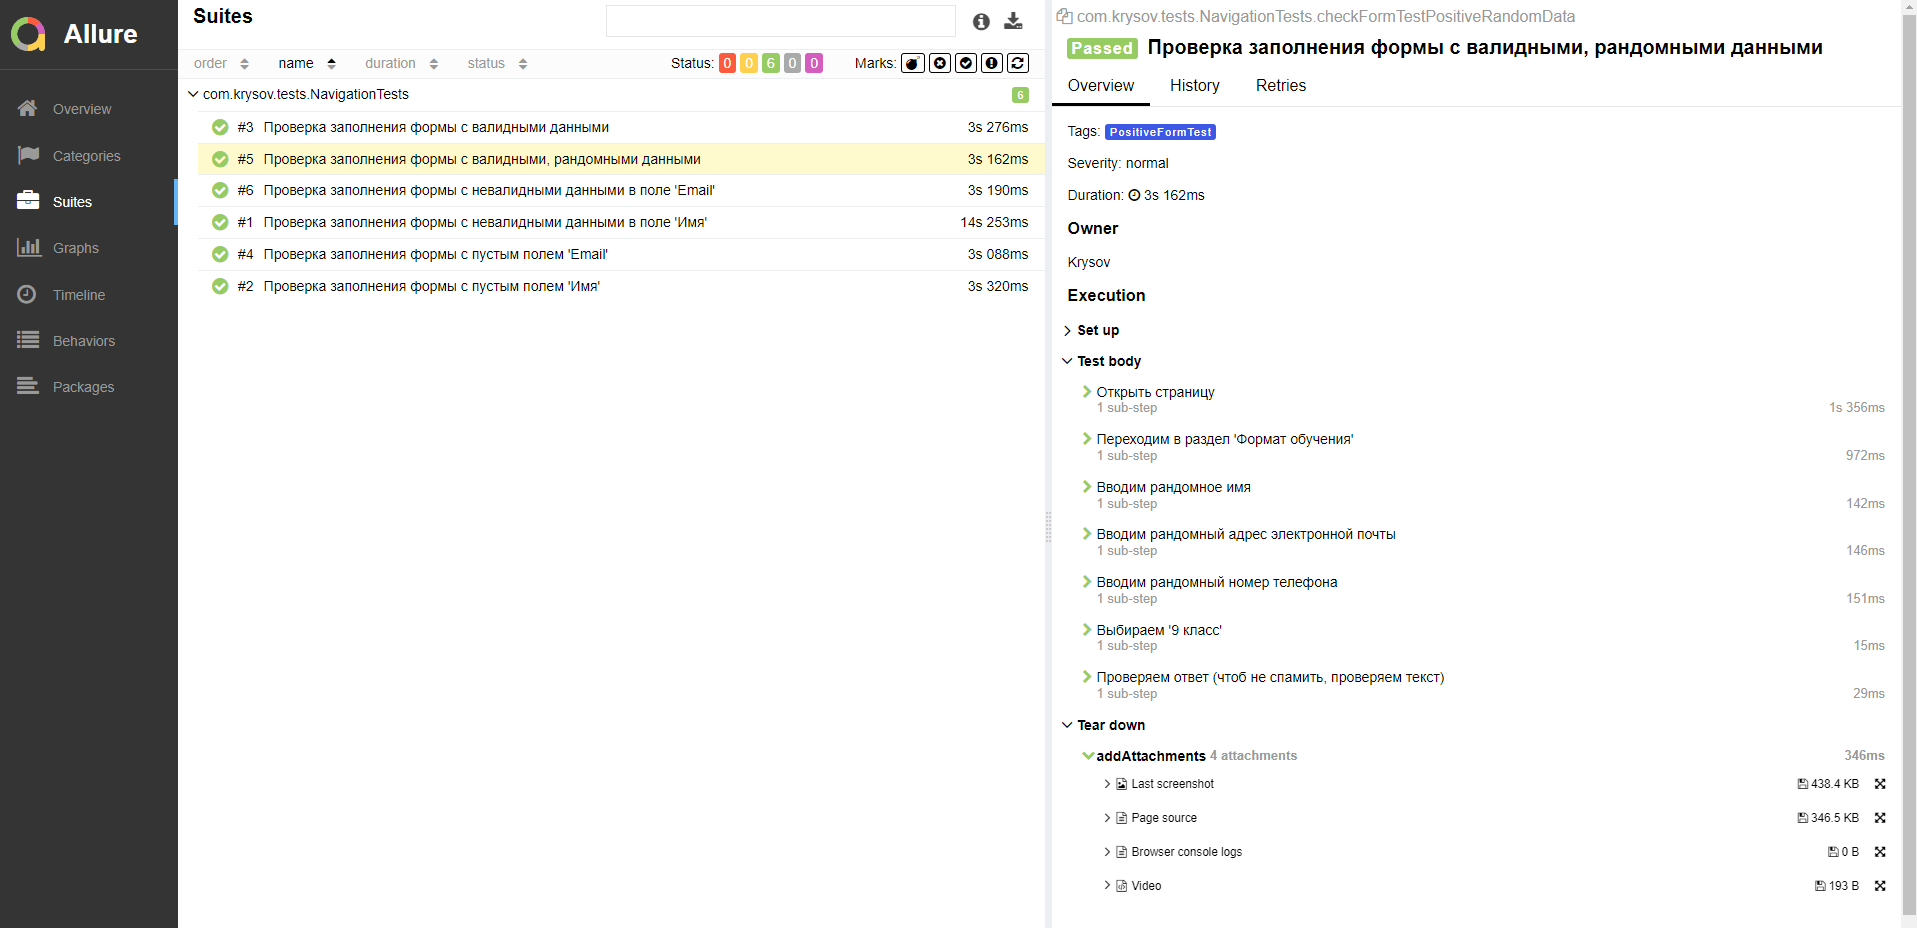 Allure
Overview
Categories
Suites
Graphs
Timeline
Behaviors
Packages
Suites
order name duration status Status: 0 0 6 0 0 Marks:
com.krysov.tests.NavigationTests 6
#3 Проверка заполнения формы с валидными данными 3s 276ms
#5 Проверка заполнения формы с валидными, рандомными данными 3s 162ms
#6 Проверка заполнения формы с невалидными данными в поле 'Email' 3s 190ms
#1 Проверка заполнения формы с невалидными данными в поле 'Имя' 14s 253ms
#4 Проверка заполнения формы с пустым полем 'Email' 3s 088ms
#2 Проверка заполнения формы с пустым полем 'Имя' 3s 320ms
com.krysov.tests.NavigationTests.checkFormTestPositiveRandomData
Passed Проверка заполнения формы с валидными, рандомными данными
Overview History Retries
Tags: PositiveFormTest
Severity: normal
Duration: 3s 162ms
Owner
Krysov
Execution
Set up
Test body
Открыть страницу
1 sub-step 1s 356ms
Переходим в раздел 'Формат обучения'
1 sub-step 972ms
Вводим рандомное имя
1 sub-step 142ms
Вводим рандомный адрес электронной почты
1 sub-step 146ms
Вводим рандомный номер телефона
1 sub-step 151ms
Выбираем '9 класс'
1 sub-step 15ms
Проверяем ответ (чтоб не спамить, проверяем текст)
1 sub-step 29ms
Tear down
addAttachments 4 attachments 346ms
Last screenshot 438.4 KB
Page source 346.5 KB
Browser console logs 0 B
Video 193 B